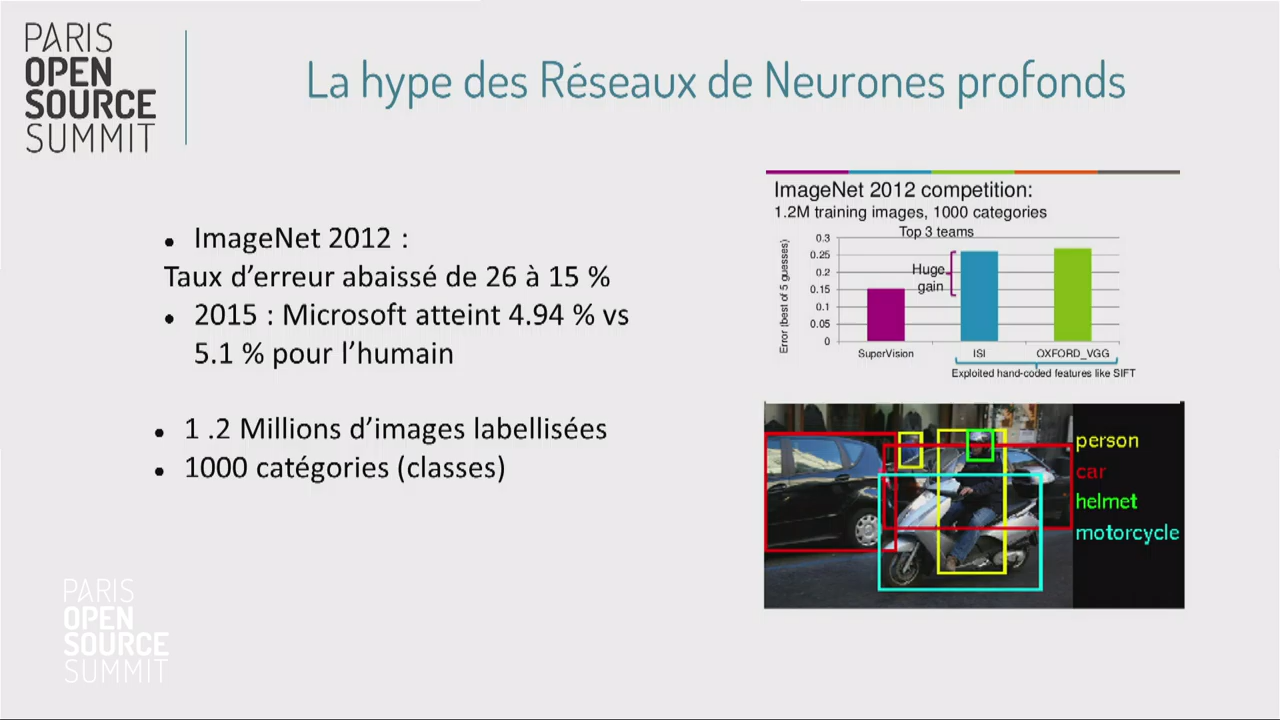 PARIS
OPEN
SOURCE
SUMMIT
La hype des Réseaux de Neurones profonds
• ImageNet 2012 :
Taux d’erreur abaissé de 26 à 15 %
• 2015 : Microsoft atteint 4.94 % vs
5.1 % pour l’humain
• 1 .2 Millions d’images labellisées
• 1000 catégories (classes)
ImageNet 2012 competition:
1.2M training images, 1000 categories
Top 3 teams
Error (best of 5 guesses)
0.3
0.25
0.2
0.15
0.1
0.05
0
Huge
gain
SuperVision ISI OXFORD_VGG
Exploited hand-coded features like SIFT
person
car
helmet
motorcycle
PARIS
OPEN
SOURCE
SUMMIT